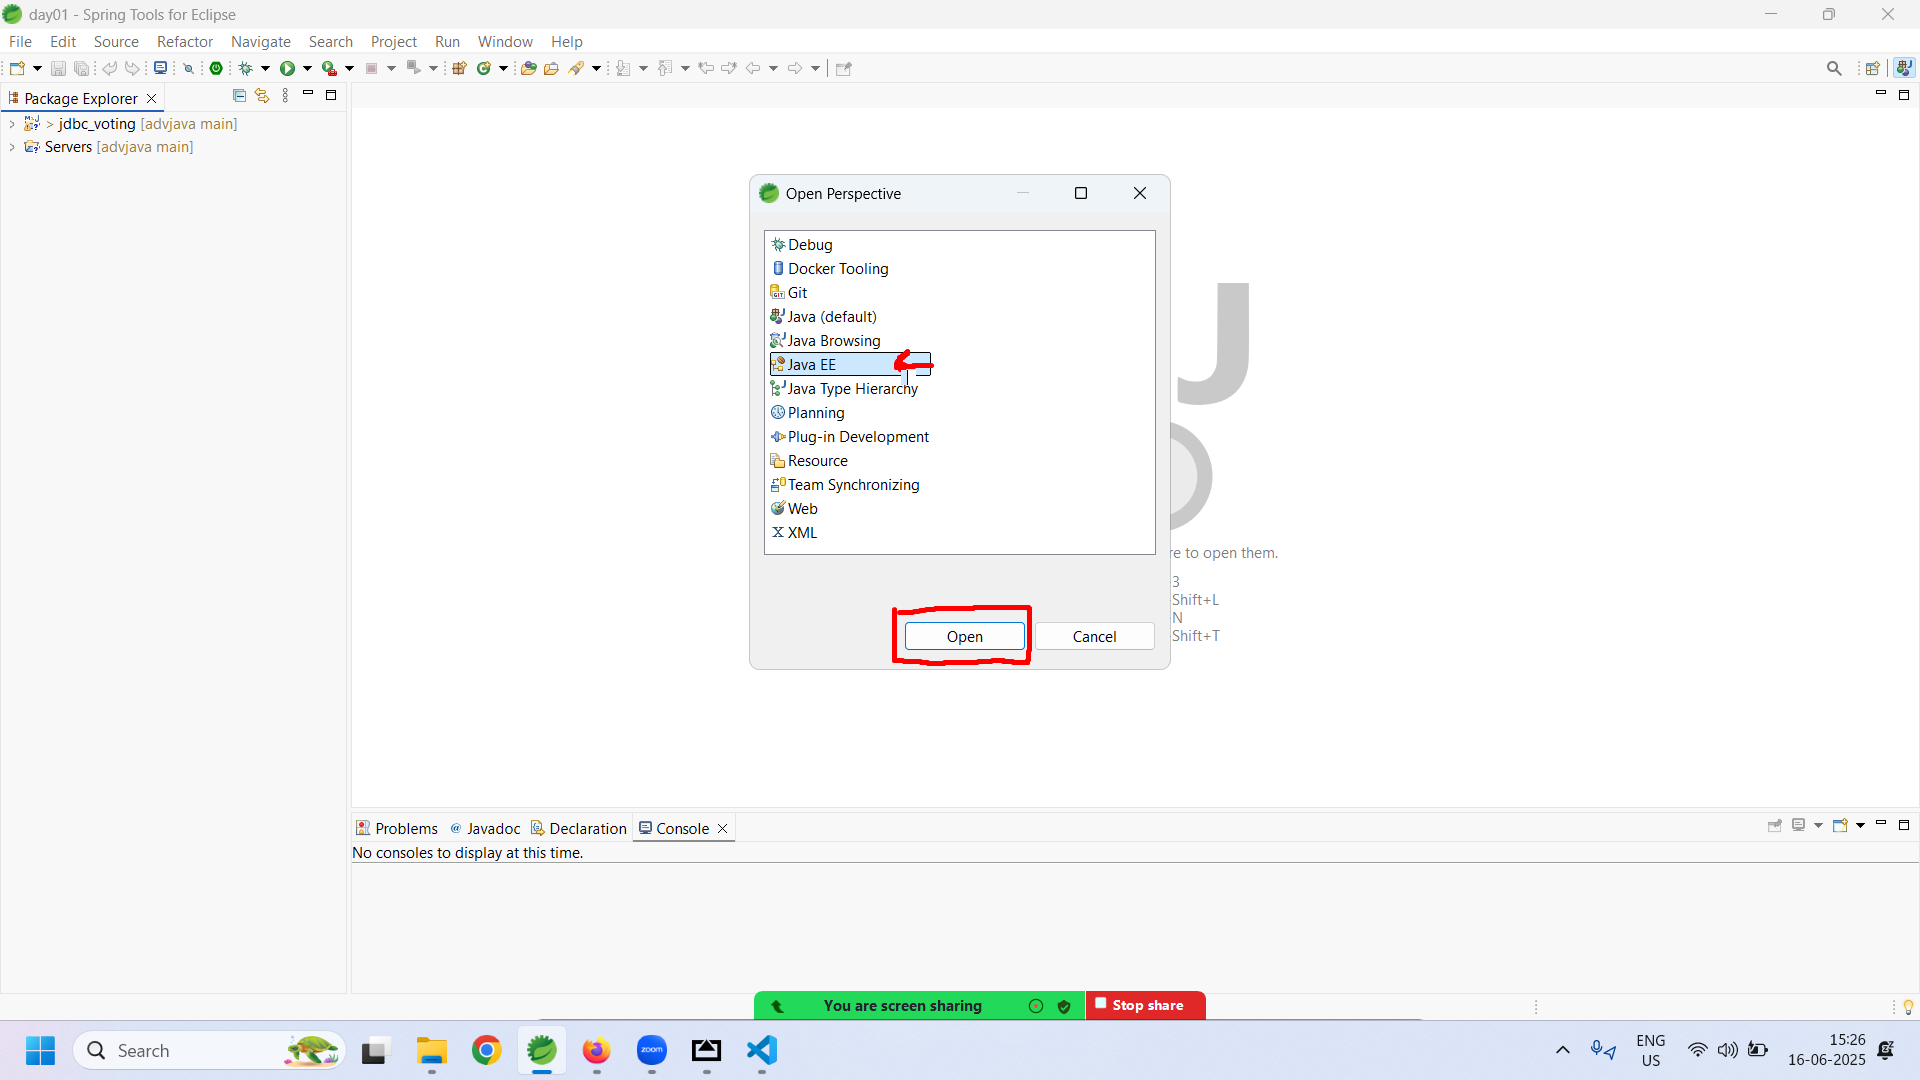 day01 - Spring Tools for Eclipse
File Edit Source Refactor Navigate Search Project Run Window Help
Package Explorer
> jdbc_voting [advjava main]
Servers [advjava main]
Open Perspective
Debug
Docker Tooling
GIT Git
Java (default)
Java Browsing
Java EE
Java Type Hierarchy
Planning
Plug-in Development
Resource
Team Synchronizing
Web
X XML
Open Cancel
J
re to open them.
3
Shift+L
N
Shift+T
Problems @ Javadoc Declaration Console
No consoles to display at this time.
You are screen sharing Stop share
Search
zoom
ENG
US
15:26
16-06-2025